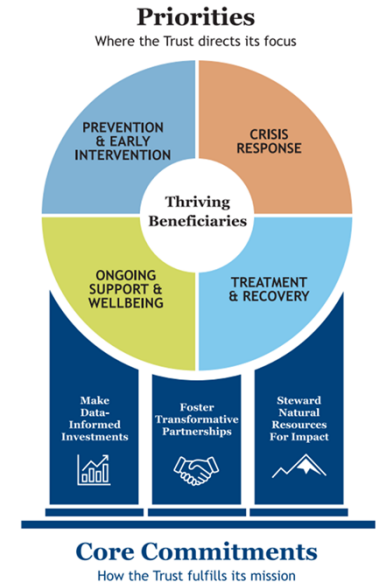 Priorities
Where the Trust directs its focus
PREVENTION
& EARLY
INTERVENTION
CRISIS
RESPONSE
Thriving
Beneficiaries
ONGOING
SUPPORT &
WELLBEING
TREATMENT
& RECOVERY
Make
Data-
Informed
Investments
Foster
Transformative
Partnerships
Steward
Natural
Resources
For Impact
Core Commitments
How the Trust fulfills its mission